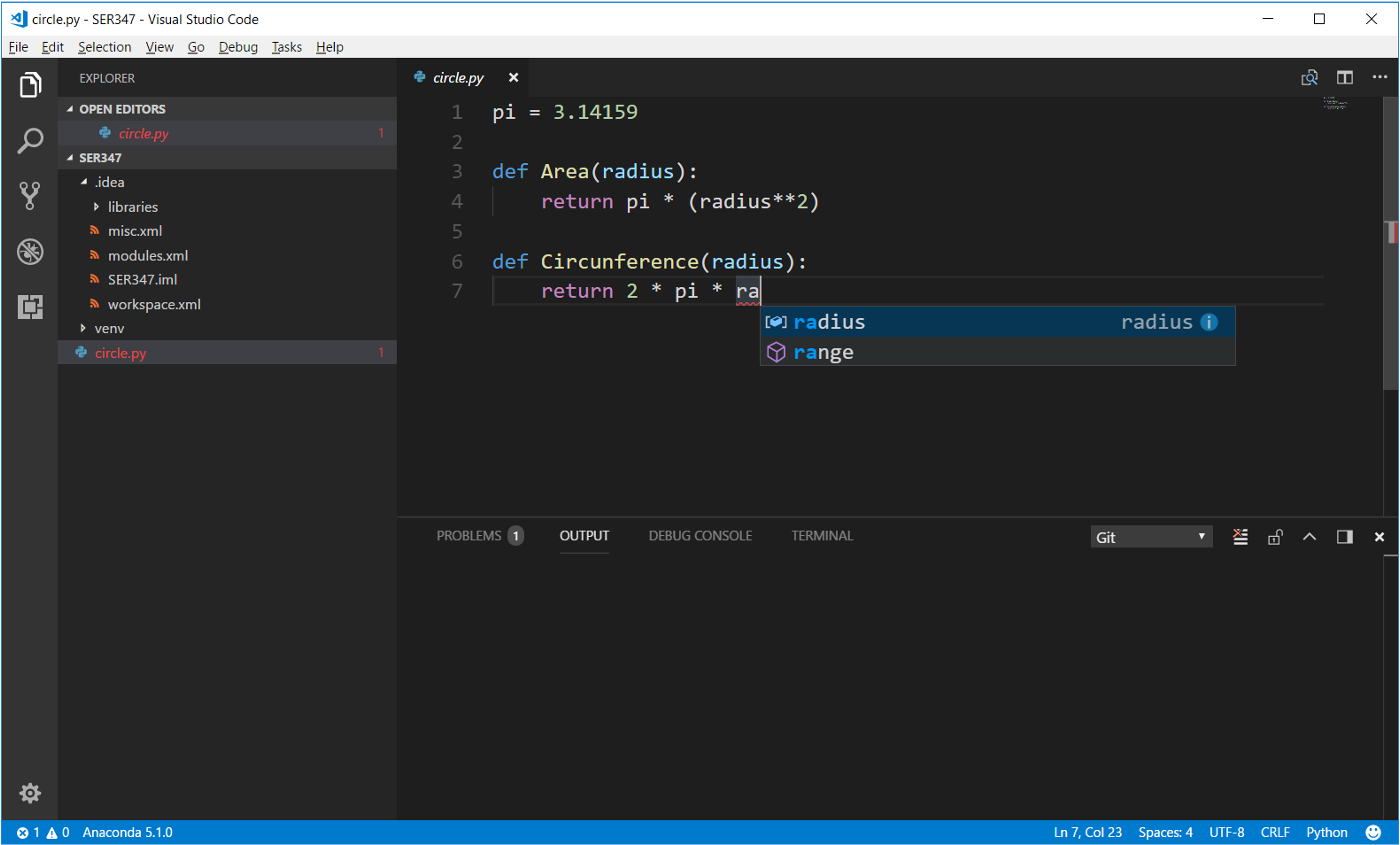 circle.py - SER347 - Visual Studio Code
File Edit Selection View Go Debug Tasks Help
EXPLORER
OPEN EDITORS
circle.py 1
SER347
.idea
libraries
misc.xml
modules.xml
SER347.iml
workspace.xml
venv
circle.py 1
circle.py
1 pi = 3.14159
2
3 def Area(radius):
4 return pi * (radius**2)
5
6 def Circunference(radius):
7 return 2 * pi * ra
radius radius
range
PROBLEMS 1 OUTPUT DEBUG CONSOLE TERMINAL Git
1 0 Anaconda 5.1.0 Ln 7, Col 23 Spaces: 4 UTF-8 CRLF Python